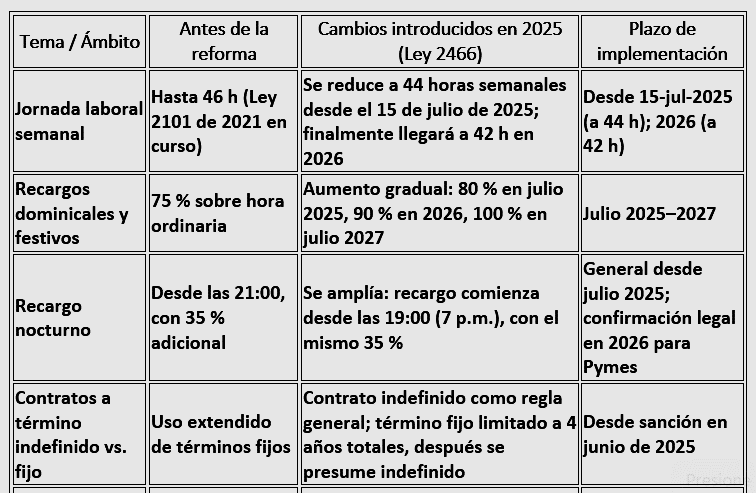 Tema / Ámbito
Antes de la
reforma
Cambios introducidos en 2025
(Ley 2466)
Plazo de
implementación
Jornada laboral
semanal
Hasta 46 h (Ley
2101 de 2021 en
curso)
Se reduce a 44 horas semanales
desde el 15 de julio de 2025;
finalmente llegará a 42 h en
2026
Desde 15-jul-2025
(a 44 h); 2026 (a
42 h)
Recargos
dominicales y
festivos
75 % sobre hora
ordinaria
Aumento gradual: 80 % en julio
2025, 90 % en 2026, 100 % en
julio 2027
Julio 2025–2027
Recargo
nocturno
Desde las 21:00,
con 35 %
adicional
Se amplía: recargo comienza
desde las 19:00 (7 p.m.), con el
mismo 35 %
General desde
julio 2025;
confirmación legal
en 2026 para
Pymes
Contratos a
término
indefinido vs.
fijo
Uso extendido
de términos fijos
Contrato indefinido como regla
general; término fijo limitado a 4
años totales, después se
presume indefinido
Desde sanción en
junio de 2025